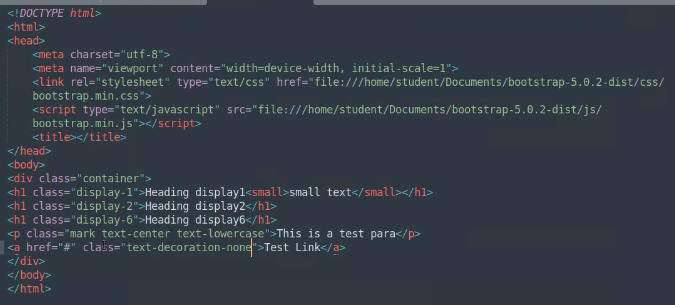 <!DOCTYPE html>
<html>
<head>
<meta charset="utf-8">
<meta name="viewport" content="width=device-width, initial-scale=1">
<link rel="stylesheet" type="text/css" href="file:///home/student/Documents/bootstrap-5.0.2-dist/css/
bootstrap.min.css">
<script type="text/javascript" src="file:///home/student/Documents/bootstrap-5.0.2-dist/js/
bootstrap.min.js"></script>
<title></title>
</head>
<body>
<div class="container">
<h1 class="display-1">Heading display1<small>small text</small></h1>
<h1 class="display-2">Heading display2</h1>
<h1 class="display-6">Heading display6</h1>
<p class="mark text-center text-lowercase">This is a test para</p>
<a href="#" class="text-decoration-none">Test Link</a>
</div>
</body>
</html>